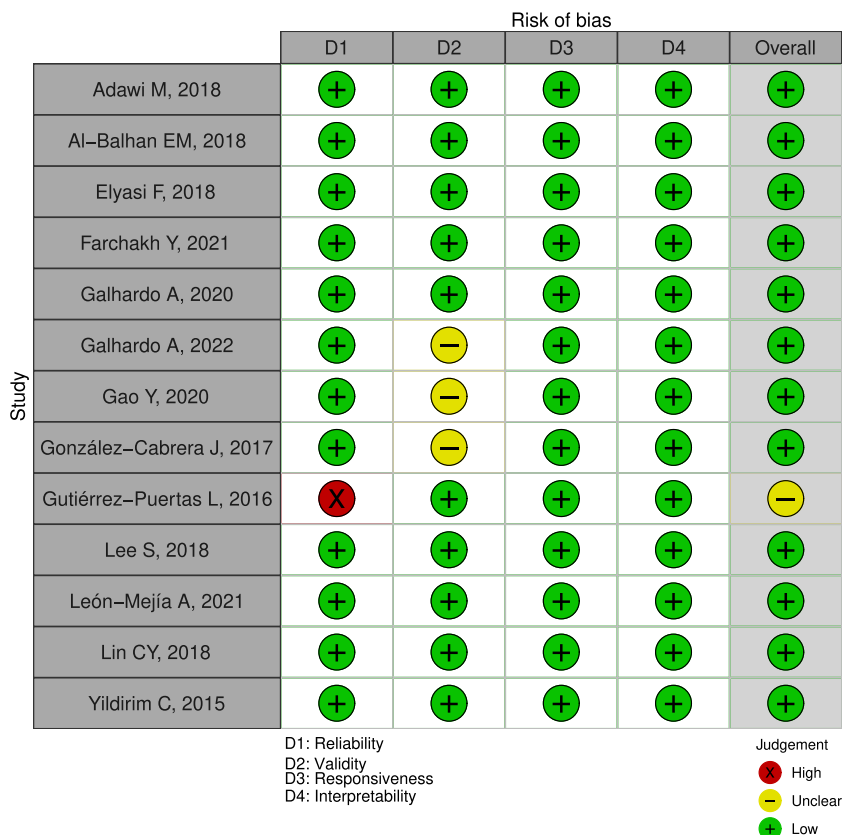 Risk of bias
D1 D2 D3 D4 Overall
Study
Adawi M, 2018 + + + + +
Al−Balhan EM, 2018 + + + + +
Elyasi F, 2018 + + + + +
Farchakh Y, 2021 + + + + +
Galhardo A, 2020 + + + + +
Galhardo A, 2022 + − + + +
Gao Y, 2020 + − + + +
González−Cabrera J, 2017 + − + + +
Gutiérrez−Puertas L, 2016 X + + + −
Lee S, 2018 + + + + +
León−Mejía A, 2021 + + + + +
Lin CY, 2018 + + + + +
Yildirim C, 2015 + + + + +
D1: Reliability
D2: Validity
D3: Responsiveness
D4: Interpretability
Judgement
X High
− Unclear
+ Low